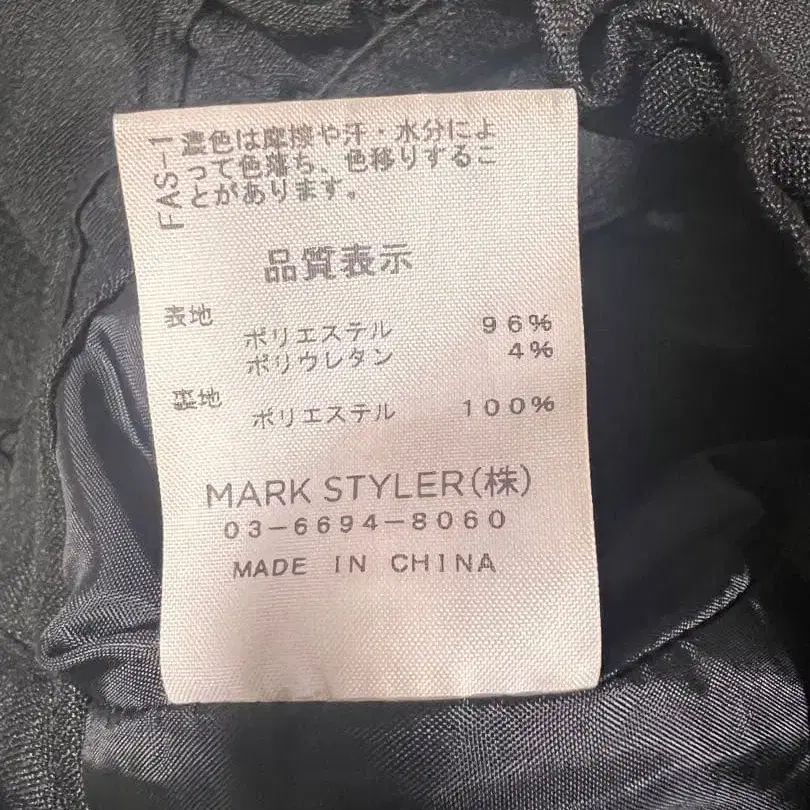 FAS-1
濃色は摩擦や汗・水分によ
って色落ち、色移りするこ
とがあります。
品質表示
表地
ポリエステル 96%
ポリウレタン 4%
裏地
ポリエステル 100%
MARK STYLER(株)
03-6694-8060
MADE IN CHINA